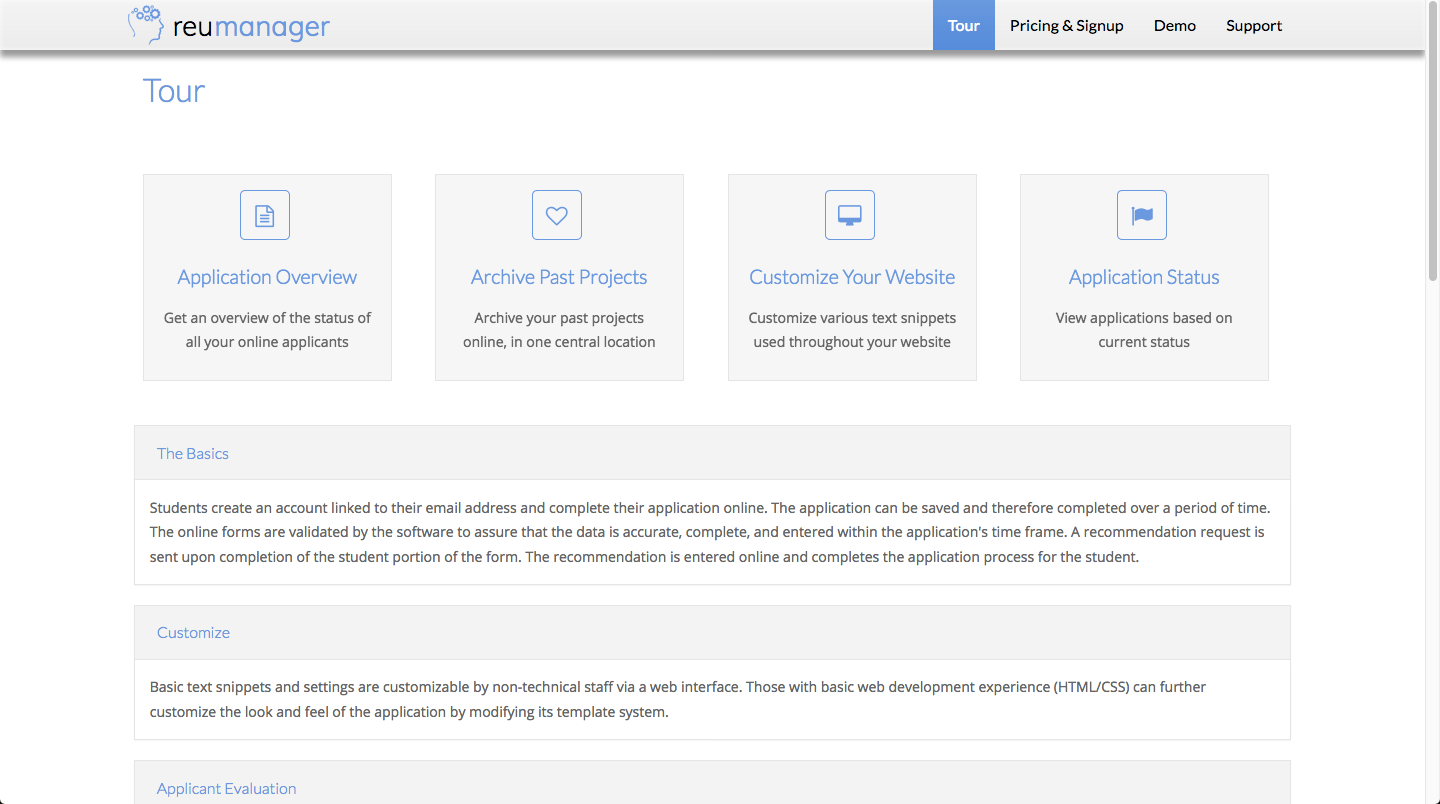 reumanager
Tour
Pricing & Signup
Demo
Support
Tour
Application Overview
Get an overview of the status of
all your online applicants
Archive Past Projects
Archive your past projects
online, in one central location
Customize Your Website
Customize various text snippets
used throughout your website
Application Status
View applications based on
current status
The Basics
Students create an account linked to their email address and complete their application online. The application can be saved and therefore completed over a period of time.
The online forms are validated by the software to assure that the data is accurate, complete, and entered within the application's time frame. A recommendation request is
sent upon completion of the student portion of the form. The recommendation is entered online and completes the application process for the student.
Customize
Basic text snippets and settings are customizable by non-technical staff via a web interface. Those with basic web development experience (HTML/CSS) can further
customize the look and feel of the application by modifying its template system.
Applicant Evaluation